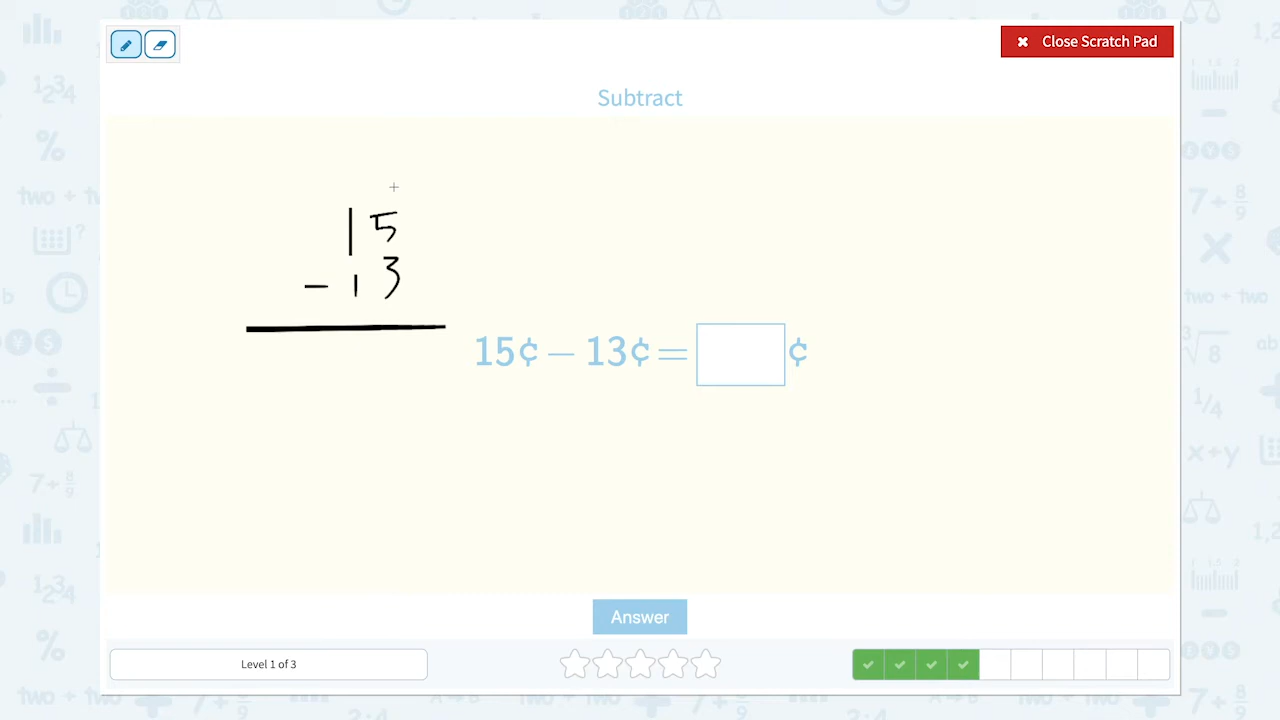 Close Scratch Pad
Subtract
15
- 13
15¢ – 13¢ = ¢
Answer
Level 1 of 3